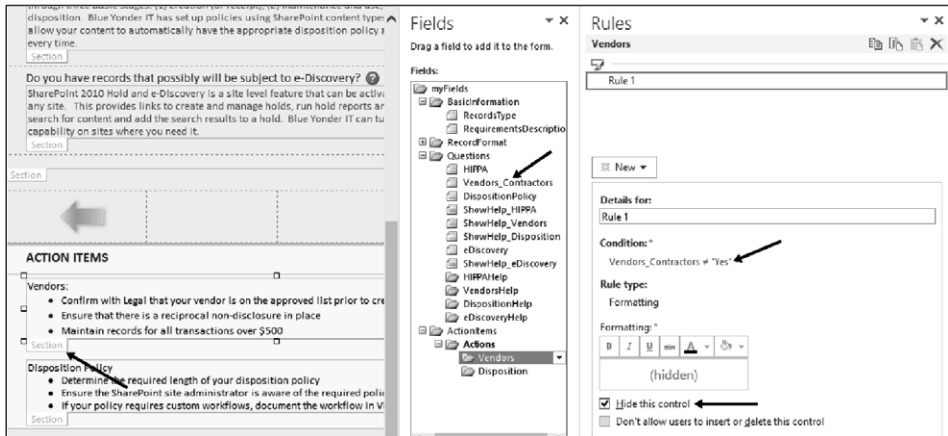 disposition. Blue Yonder IT has set up policies using SharePoint content type
allow your content to automatically have the appropriate disposition policy a
every time.
Section
Do you have records that possibly will be subject to e-Discovery?
SharePoint 2010 Hold and e-Discovery is a site level feature that can be activ
any site. This provides links to create and manage holds, run hold reports an
search for content and add the search results to a hold. Blue Yonder IT can tu
capability on sites where you need it.
Section
Section
ACTION ITEMS
Vendors:
• Confirm with Legal that your vendor is on the approved list prior to cre
• Ensure that there is a reciprocal non-disclosure in place
• Maintain records for all transactions over $500
Section
Disposition Policy
• Determine the required length of your disposition policy
• Ensure the SharePoint site administrator is aware of the required polic
• If your policy requires custom workflows, document the workflow in Vi
Section
Fields
Drag a field to add it to the form.
Fields:
myFields
BasicInformation
RecordsType
RequirementsDescriptio
RecordFormat
Questions
HIPPA
Vendors_Contractors
DispositionPolicy
ShowHelp_HIPPA
ShowHelp_Vendors
ShowHelp_Disposition
eDiscovery
ShowHelp_eDiscovery
HIPPAHelp
VendorsHelp
DispositionHelp
eDiscoveryHelp
ActionItems
Actions
Vendors
Disposition
Rules
Vendors
Rule 1
New
Details for:
Rule 1
Condition:*
Vendors_Contractors ≠ "Yes"
Rule type:
Formatting
Formatting:*
B I U abc A
(hidden)
Hide this control
Don't allow users to insert or delete this control